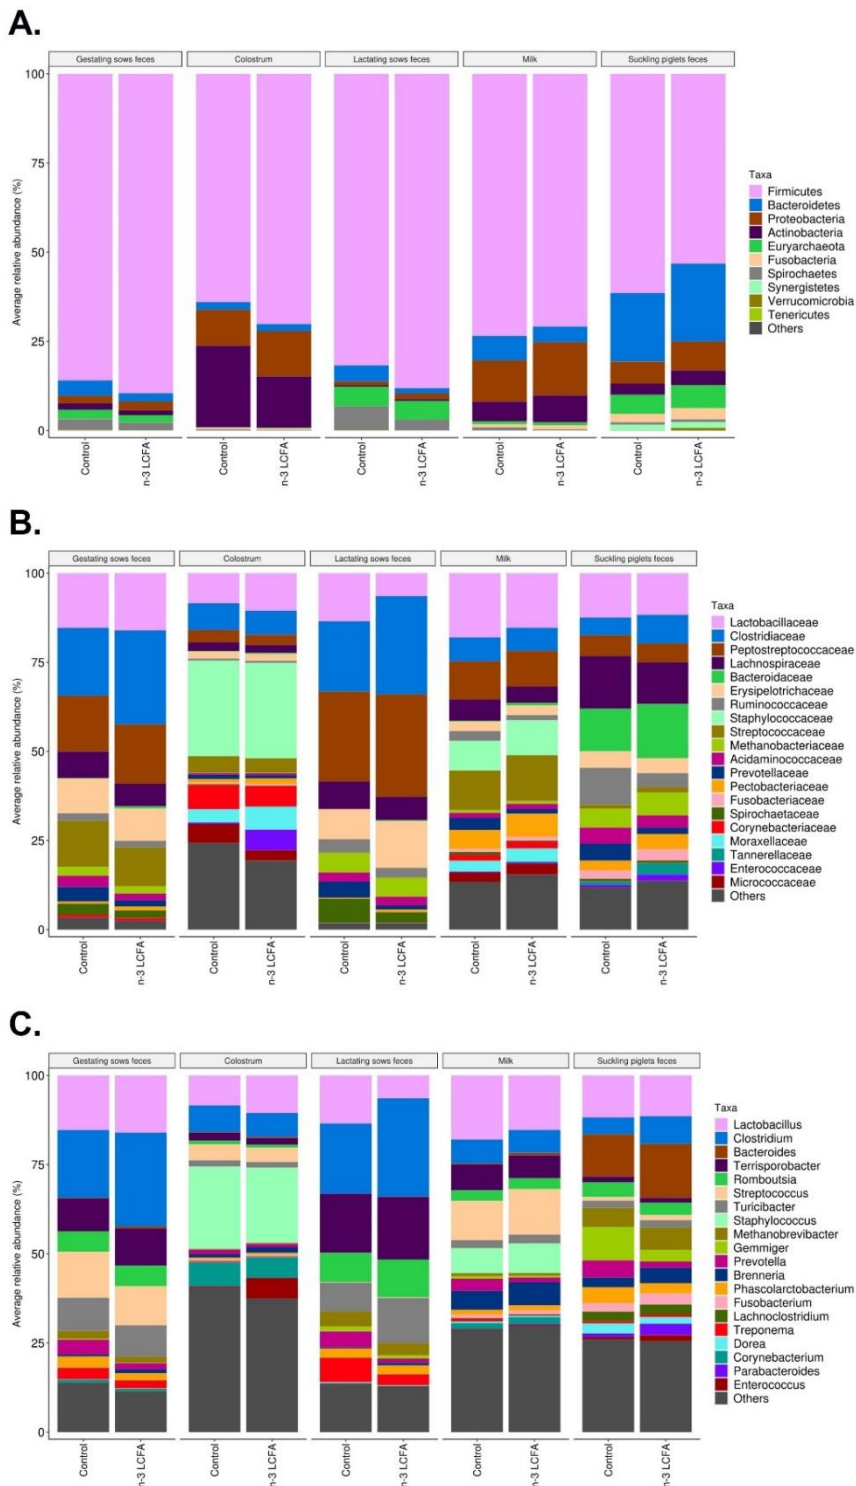 A.
Gestating sows feces
Colostrum
Lactating sows feces
Milk
Suckling piglets feces
Average relative abundance (%)
100
75
50
25
0
Control
n-3 LCFA
Control
n-3 LCFA
Control
n-3 LCFA
Control
n-3 LCFA
Control
n-3 LCFA
Taxa
Firmicutes
Bacteroidetes
Proteobacteria
Actinobacteria
Euryarchaeota
Fusobacteria
Spirochaetes
Synergistetes
Verrucomicrobia
Tenericutes
Others
B.
Gestating sows feces
Colostrum
Lactating sows feces
Milk
Suckling piglets feces
Average relative abundance (%)
100
75
50
25
0
Control
n-3 LCFA
Control
n-3 LCFA
Control
n-3 LCFA
Control
n-3 LCFA
Control
n-3 LCFA
Taxa
Lactobacillaceae
Clostridiaceae
Peptostreptococcaceae
Lachnospiraceae
Bacteroidaceae
Erysipelotrichaceae
Ruminococcaceae
Staphylococcaceae
Streptococcaceae
Methanobacteriaceae
Acidaminococcaceae
Prevotellaceae
Pectobacteriaceae
Fusobacteriaceae
Spirochaetaceae
Corynebacteriaceae
Moraxellaceae
Tannerellaceae
Enterococcaceae
Micrococcaceae
Others
C.
Gestating sows feces
Colostrum
Lactating sows feces
Milk
Suckling piglets feces
Average relative abundance (%)
100
75
50
25
0
Control
n-3 LCFA
Control
n-3 LCFA
Control
n-3 LCFA
Control
n-3 LCFA
Control
n-3 LCFA
Taxa
Lactobacillus
Clostridium
Bacteroides
Terrisporobacter
Romboutsia
Streptococcus
Turicibacter
Staphylococcus
Methanobrevibacter
Gemmiger
Prevotella
Brenneria
Phascolarctobacterium
Fusobacterium
Lachnoclostridium
Treponema
Dorea
Corynebacterium
Parabacteroides
Enterococcus
Others